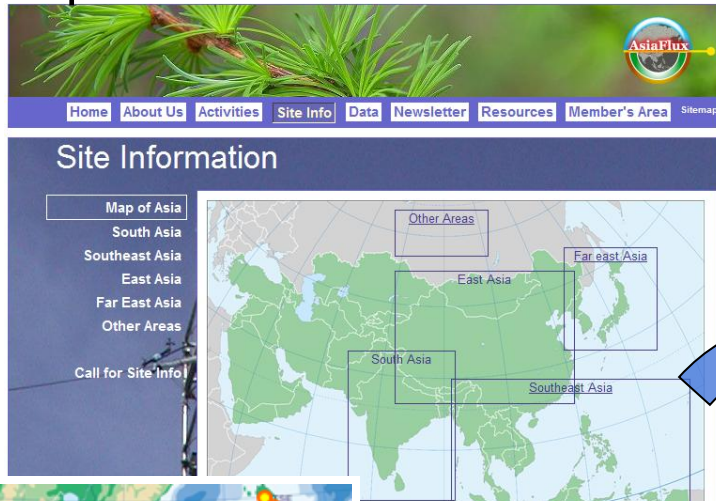 AsiaFlux
Home About Us Activities Site Info Data Newsletter Resources Member's Area Sitemap
Site Information
Map of Asia
South Asia
Southeast Asia
East Asia
Far East Asia
Other Areas
Call for Site Info
Other Areas
Far east Asia
East Asia
South Asia
Southeast Asia